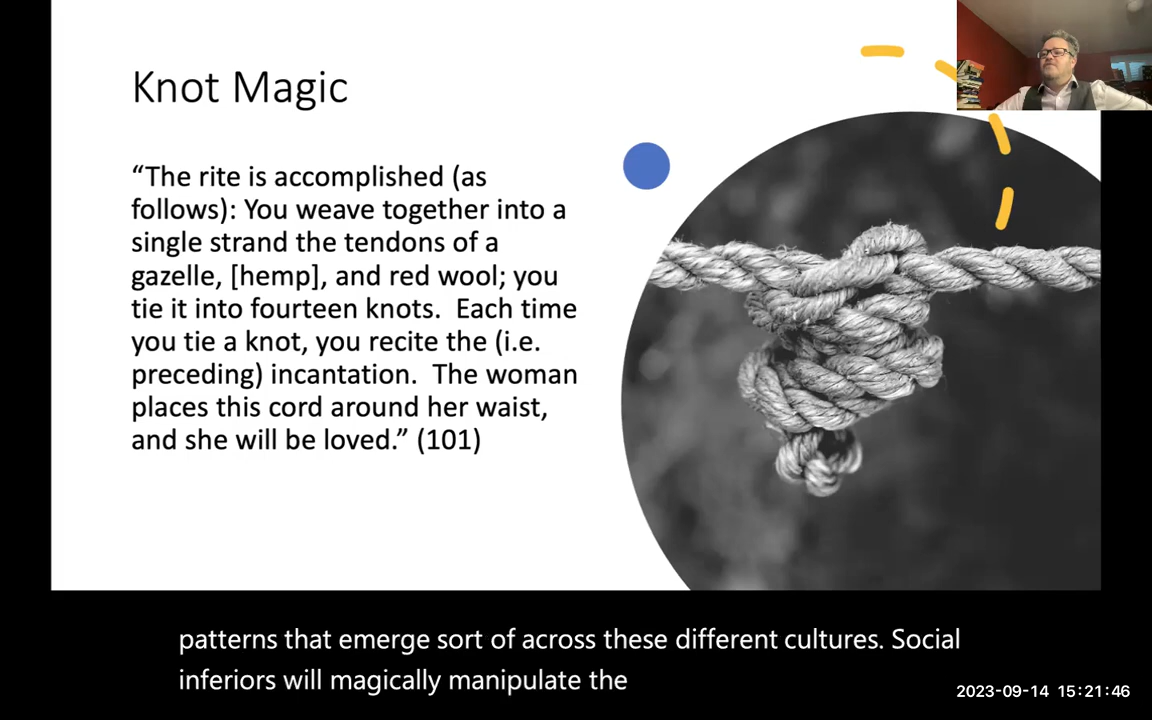 Knot Magic
“The rite is accomplished (as
follows): You weave together into a
single strand the tendons of a
gazelle, [hemp], and red wool; you
tie it into fourteen knots.  Each time
you tie a knot, you recite the (i.e.
preceding) incantation.  The woman
places this cord around her waist,
and she will be loved.” (101)
patterns that emerge sort of across these different cultures. Social
inferiors will magically manipulate the
2023-09-14 15:21:46